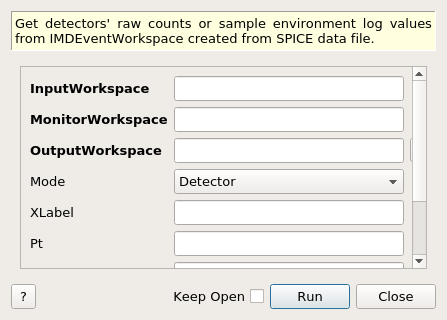 Get detectors' raw counts or sample environment log values
from IMDEventWorkspace created from SPICE data file.
InputWorkspace
MonitorWorkspace
OutputWorkspace
Mode Detector
XLabel
Pt
? Keep Open Run Close